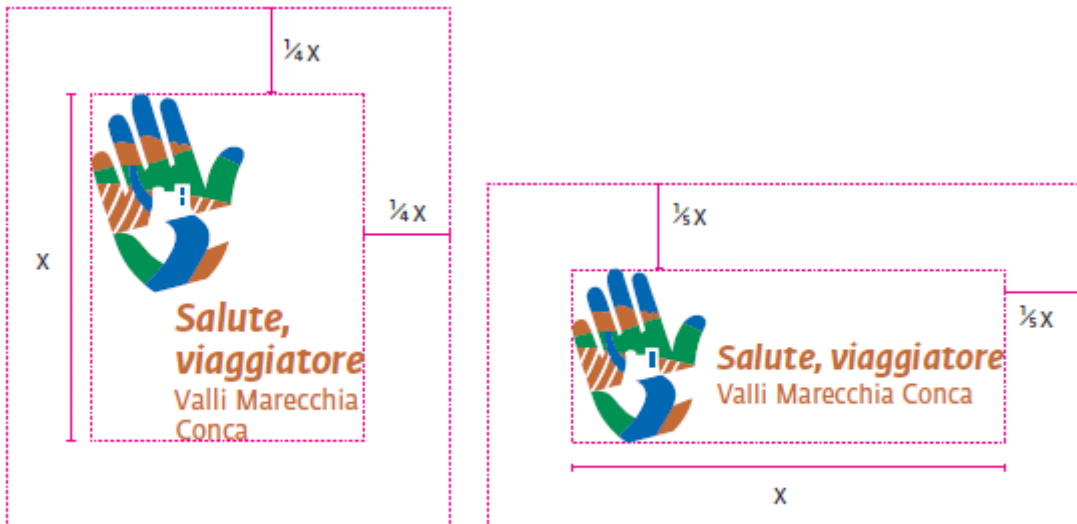 ¼x
¼x
x
Salute,
viaggiatore
Valli Marecchia
Conca
⅕x
⅕x
Salute, viaggiatore
Valli Marecchia Conca
x